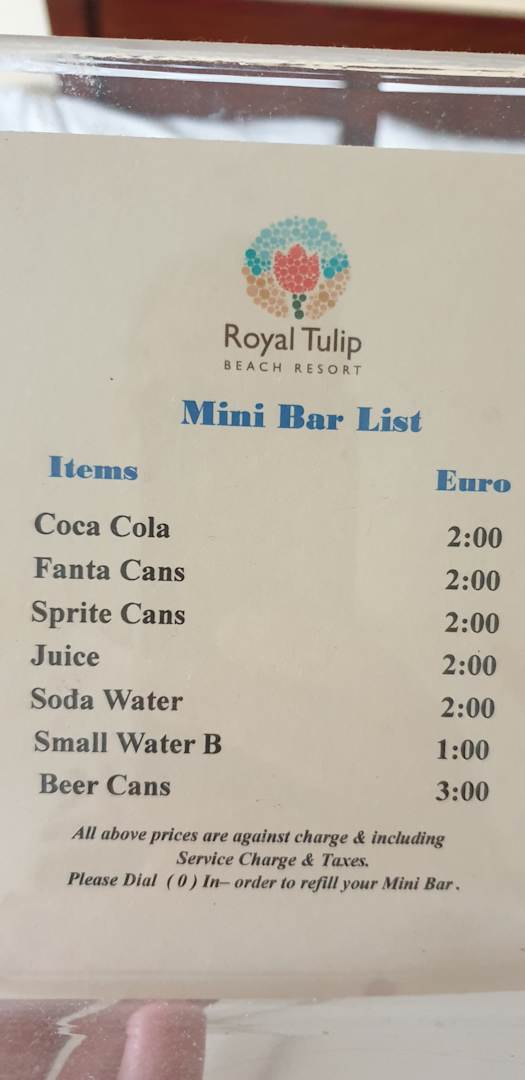 Royal Tulip
BEACH RESORT
Mini Bar List
Items Euro
Coca Cola 2:00
Fanta Cans 2:00
Sprite Cans 2:00
Juice 2:00
Soda Water 2:00
Small Water B 1:00
Beer Cans 3:00
All above prices are against charge & including
Service Charge & Taxes.
Please Dial ( 0 ) In– order to refill your Mini Bar .